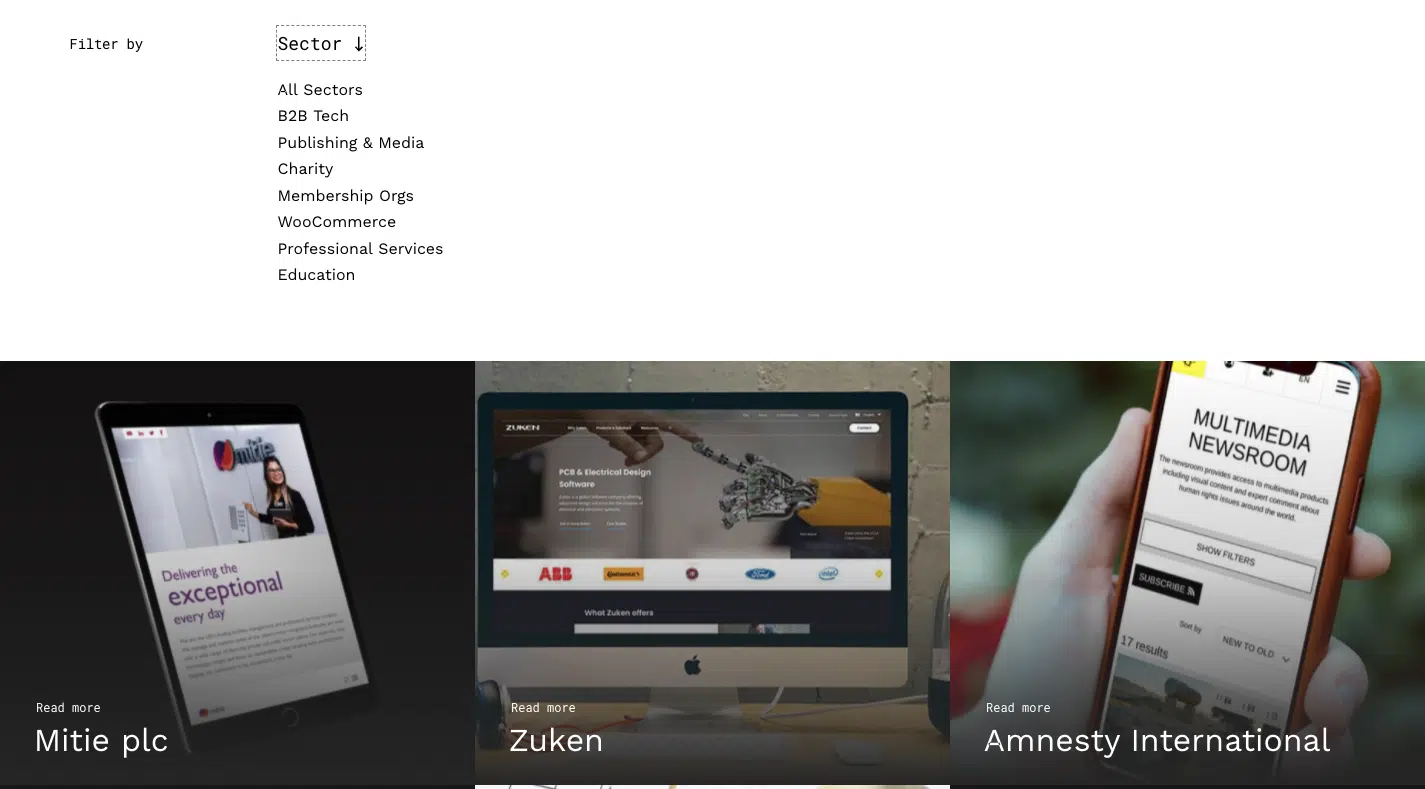 Filter by
Sector ↓
All Sectors
B2B Tech
Publishing & Media
Charity
Membership Orgs
WooCommerce
Professional Services
Education
mitie
Delivering the
exceptional
every day
Read more
Mitie plc
ZUKEN
Contact
PCB & Electrical Design
Software
ABB
Continental
Ford
intel
What Zuken offers
Read more
Zuken
EN
MULTIMEDIA
NEWSROOM
The newsroom provides access to multimedia products
including visual content and expert comment about
human rights issues around the world.
SHOW FILTERS
SUBSCRIBE
Sort by
NEW TO OLD
17 results
Read more
Amnesty International